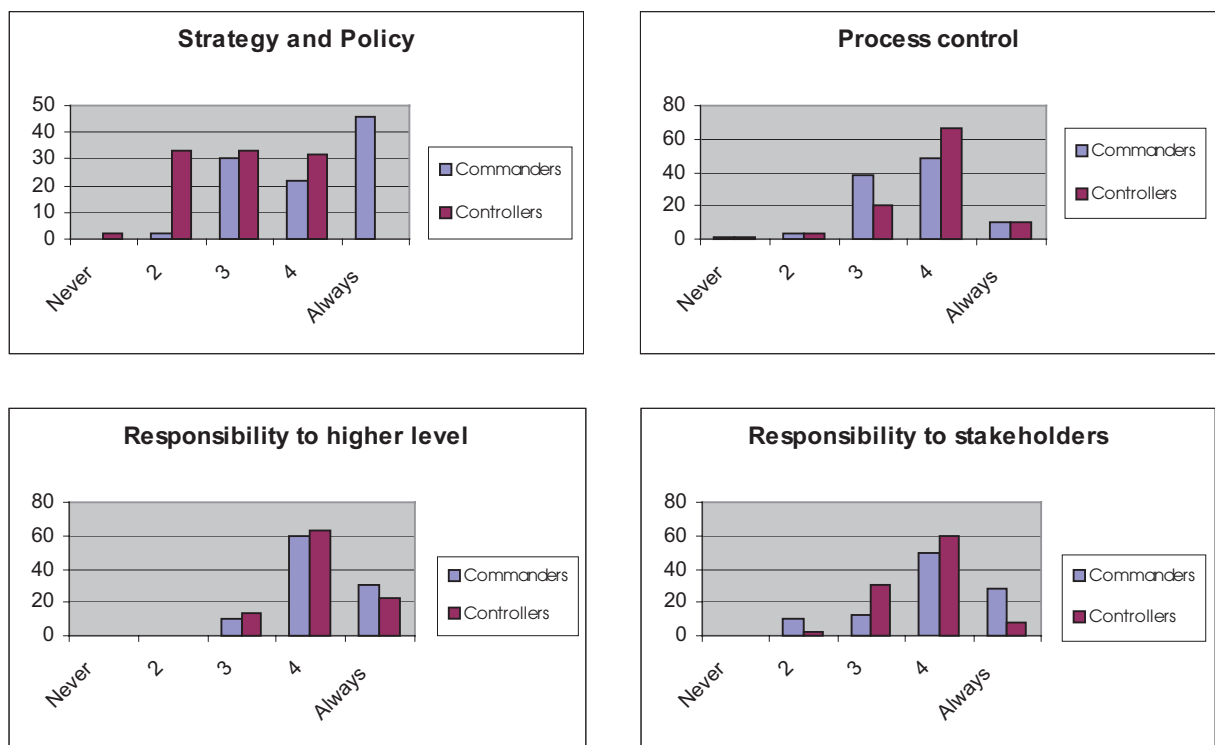 Strategy and Policy
50
40
30
20
10
0
Never
2
3
4
Always
Commanders
Controllers
Process control
80
60
40
20
0
Never
2
3
4
Always
Commanders
Controllers
Responsibility to higher level
80
60
40
20
0
Never
2
3
4
Always
Commanders
Controllers
Responsibility to stakeholders
80
60
40
20
0
Never
2
3
4
Always
Commanders
Controllers